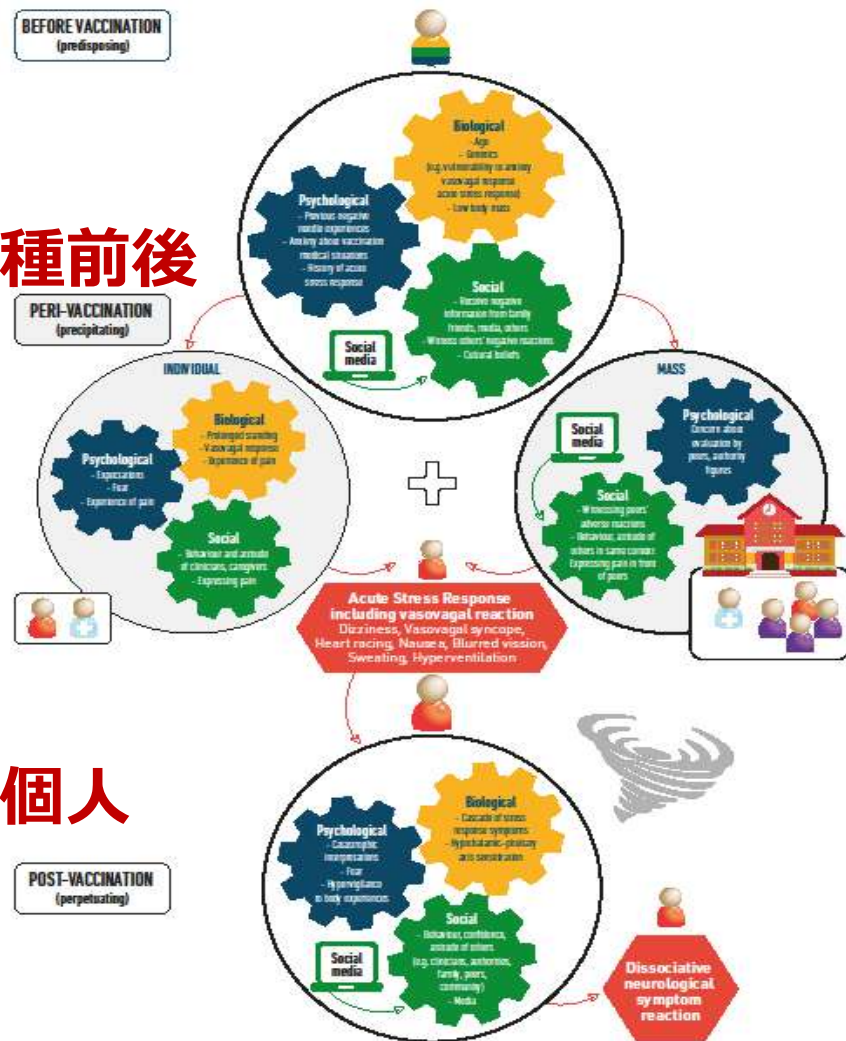 BEFORE VACCINATION
(predisposing)
Biological
- Age
- Genetics
(e.g. vulnerability to anxiety
vasovagal response
acute stress response)
- Low body mass
Psychological
- Previous negative
needle experiences
- Anxiety about vaccination
medical situations
- History of acute
stress response
Social
- Receive negative
information from family
friends, media, others
- Witness others' negative reactions
- Cultural beliefs
Social
media
種前後
PERI-VACCINATION
(precipitating)
INDIVIDUAL
Biological
- Prolonged standing
- Vasovagal response
- Experience of pain
Psychological
- Expectations
- Fear
- Experience of pain
Social
- Behaviour and attitude
of clinicians, caregivers
- Expressing pain
MASS
Psychological
Concern about
evaluation by
peers, authority
figures
Social
media
Social
- Witnessing peers'
adverse reactions
- Behaviour, attitude of
others in same context
Expressing pain in front
of peers
Acute Stress Response
including vasovagal reaction
Dizziness, Vasovagal syncope,
Heart racing, Nausea, Blurred vission,
Sweating, Hyperventilation
個人
POST-VACCINATION
(perpetuating)
Biological
- Cascade of stress
response symptoms
- Hypothalamic-pituitary
axis sensitization
Psychological
- Catastrophic
interpretations
- Fear
- Hypervigilance
to body experiences
Social
- Behaviour, confidence,
attitude of others
(e.g. clinicians, authorities,
family, peers,
community)
- Media
Social
media
Dissociative
neurological
symptom
reaction